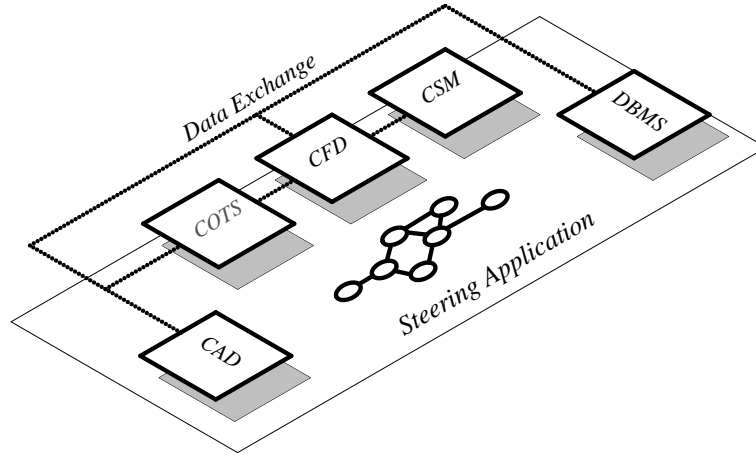 Data Exchange
CSM
DBMS
CFD
COTS
CAD
Steering Application